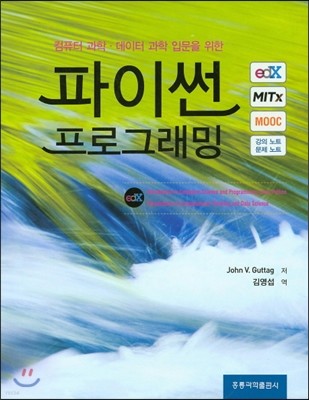 컴퓨터 과학 · 데이터 과학 입문을 위한
파이썬
프로그래밍
edX
MITx
MOOC
강의 노트
문제 노트
edX
John V. Guttag 저
김영섭 역
홍릉과학출판사